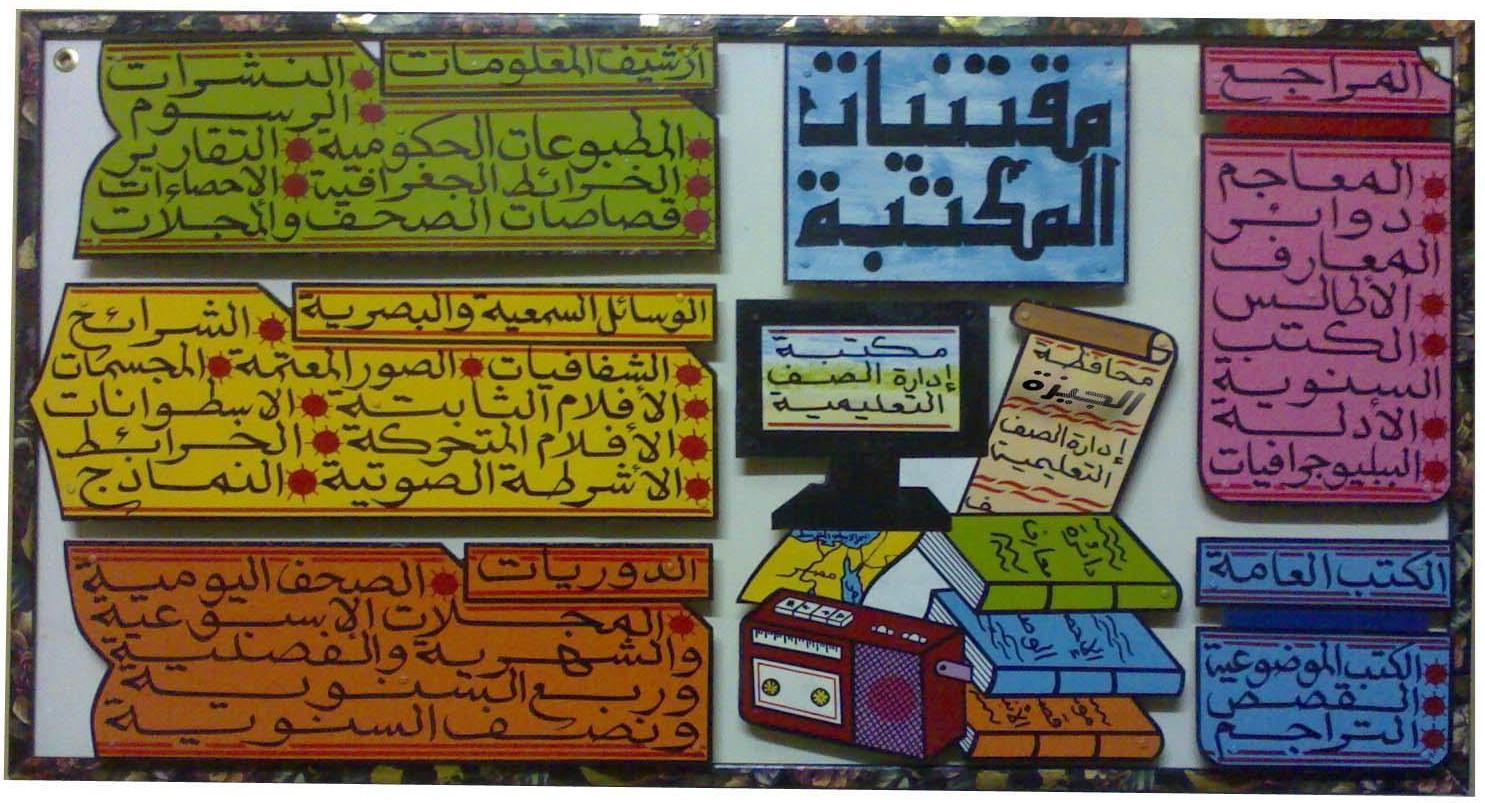 مقتنيات
المكتبة
المراجع
المعاجم
دوائر
المعارف
الأطالس
الكتب
السنوية
الأدلة
الببليوجرافيات
الكتب العامة
الكتب الموضوعية
القصص
التراجم
مكتبة
إدارة الصف
التعليمية
محافظة
الجيزة
إدارة الصف
التعليمية
دائرة
معارف
مصر
أرشيف المعلومات
النشرات
الرسوم
المطبوعات الحكومية التقارير
الخرائط الجغرافية الاحصاءات
قصاصات الصحف والمجلات
الوسائل السمعية والبصرية
الشرائح
الشفافيات الصور المعتمة المجسمات
الأفلام الثابتة الاسطوانات
الأفلام المتحركة الخرائط
الأشرطة الصوتية النماذج
الدوريات
الصحف اليومية
المجلات الاسبوعية
والشهرية والفصلية
وربع السنوية
ونصف السنوية